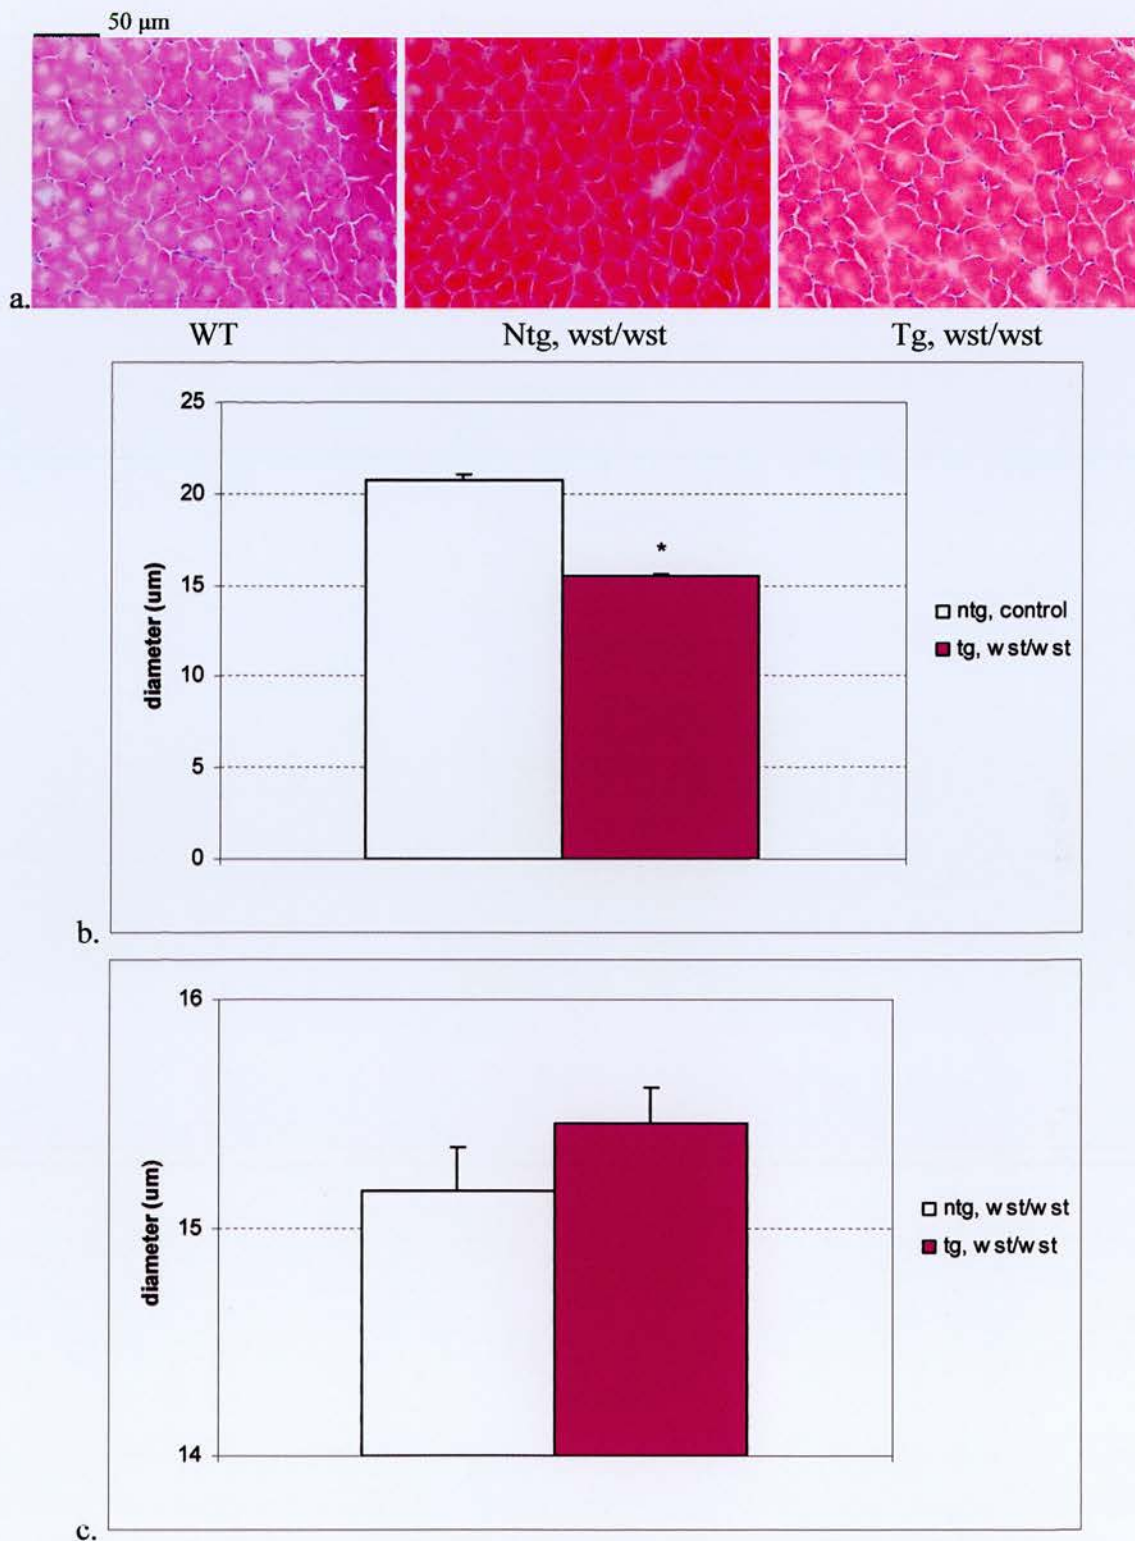 50 µm
a.
WT Ntg, wst/wst Tg, wst/wst
25
20
15
10
5
0
diameter (um)
*
ntg, control
tg, wst/wst
b.
16
15
14
diameter (um)
ntg, wst/wst
tg, wst/wst
c.